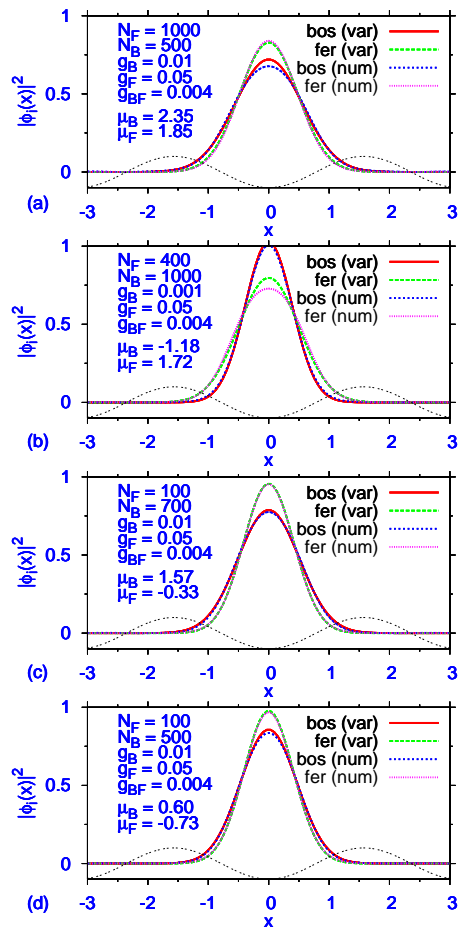 1
N_F = 1000
bos (var)
N_B = 500
fer (var)
g_B = 0.01
bos (num)
g_F = 0.05
fer (num)
g_BF = 0.004
0.5
μ_B = 2.35
μ_F = 1.85
|ϕ_i(x)|^2
0
(a)
-3 -2 -1 0 1 2 3
x
1
N_F = 400
bos (var)
N_B = 1000
fer (var)
g_B = 0.001
bos (num)
g_F = 0.05
fer (num)
g_BF = 0.004
0.5
μ_B = -1.18
μ_F = 1.72
|ϕ_i(x)|^2
0
(b)
-3 -2 -1 0 1 2 3
x
1
N_F = 100
bos (var)
N_B = 700
fer (var)
g_B = 0.01
bos (num)
g_F = 0.05
fer (num)
g_BF = 0.004
0.5
μ_B = 1.57
μ_F = -0.33
|ϕ_i(x)|^2
0
(c)
-3 -2 -1 0 1 2 3
x
1
N_F = 100
bos (var)
N_B = 500
fer (var)
g_B = 0.01
bos (num)
g_F = 0.05
fer (num)
g_BF = 0.004
0.5
μ_B = 0.60
μ_F = -0.73
|ϕ_i(x)|^2
0
(d)
-3 -2 -1 0 1 2 3
x